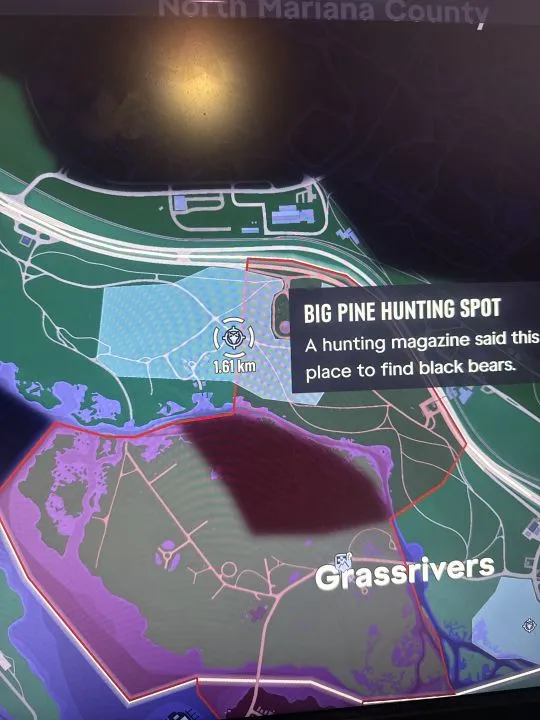 North Mariana County
BIG PINE HUNTING SPOT
A hunting magazine said this
place to find black bears.
1.61 km
Grassrivers